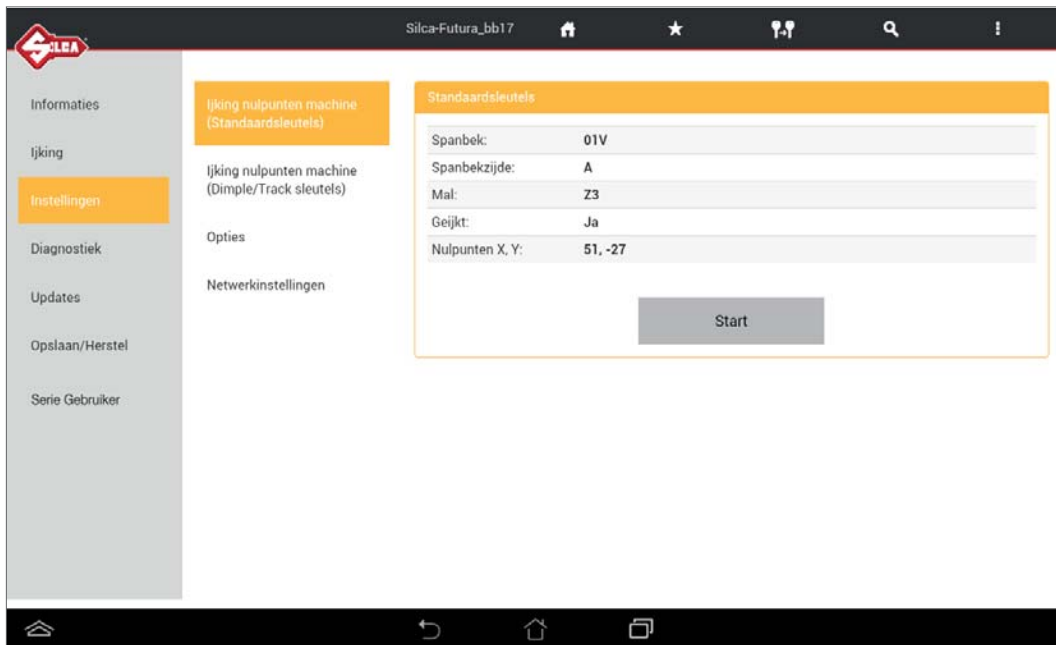 SILCA
Silca-Futura_bb17
Informaties
Ijking
Instellingen
Diagnostiek
Updates
Opslaan/Herstel
Serie Gebruiker
Ijking nulpunten machine
(Standaardsleutels)
Ijking nulpunten machine
(Dimple/Track sleutels)
Opties
Netwerkinstellingen
Standaardsleutels
Spanbek: 01V
Spanbekzijde: A
Mal: Z3
Geijkt: Ja
Nulpunten X, Y: 51, -27
Start